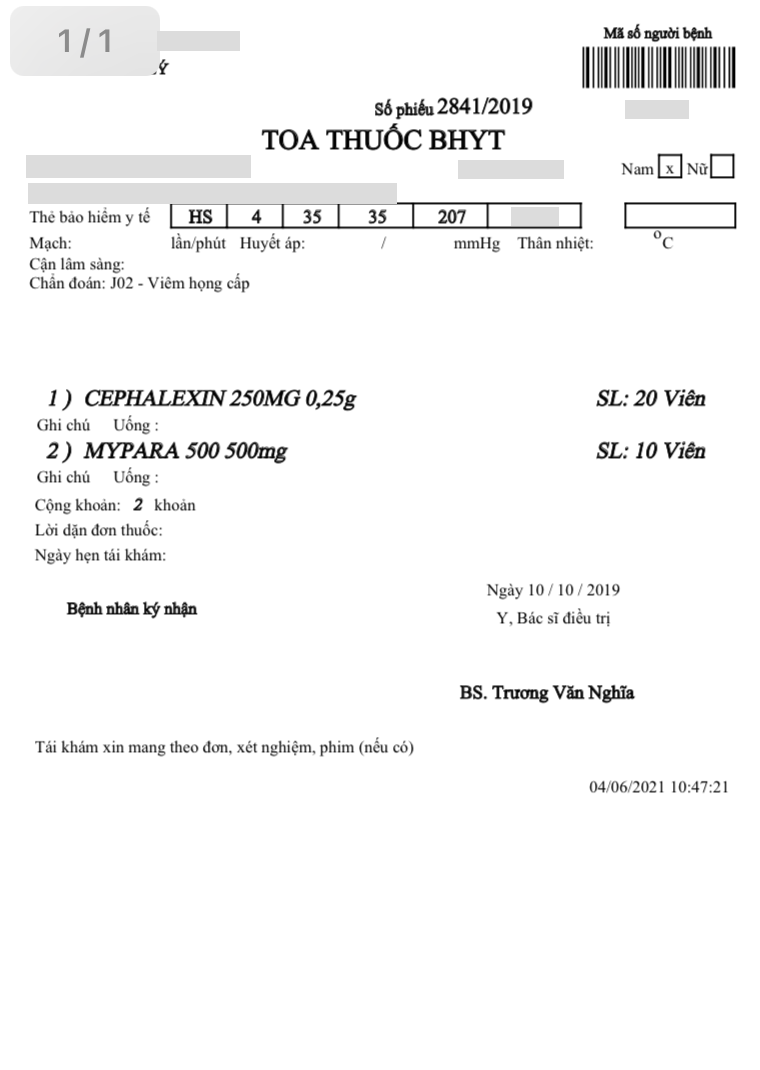 1/1
Mã số người bệnh
Số phiếu 2841/2019
TOA THUỐC BHYT
Nam x Nữ
Thẻ bảo hiểm y tế HS 4 35 35 207
Mạch: lần/phút Huyết áp: / mmHg Thân nhiệt: °C
Cận lâm sàng:
Chẩn đoán: J02 - Viêm họng cấp
1 ) CEPHALEXIN 250MG 0,25g SL: 20 Viên
Ghi chú Uống :
2 ) MYPARA 500 500mg SL: 10 Viên
Ghi chú Uống :
Cộng khoản: 2 khoản
Lời dặn đơn thuốc:
Ngày hẹn tái khám:
Ngày 10 / 10 / 2019
Bệnh nhân ký nhận
Y, Bác sĩ điều trị
BS. Trương Văn Nghĩa
Tái khám xin mang theo đơn, xét nghiệm, phim (nếu có)
04/06/2021 10:47:21